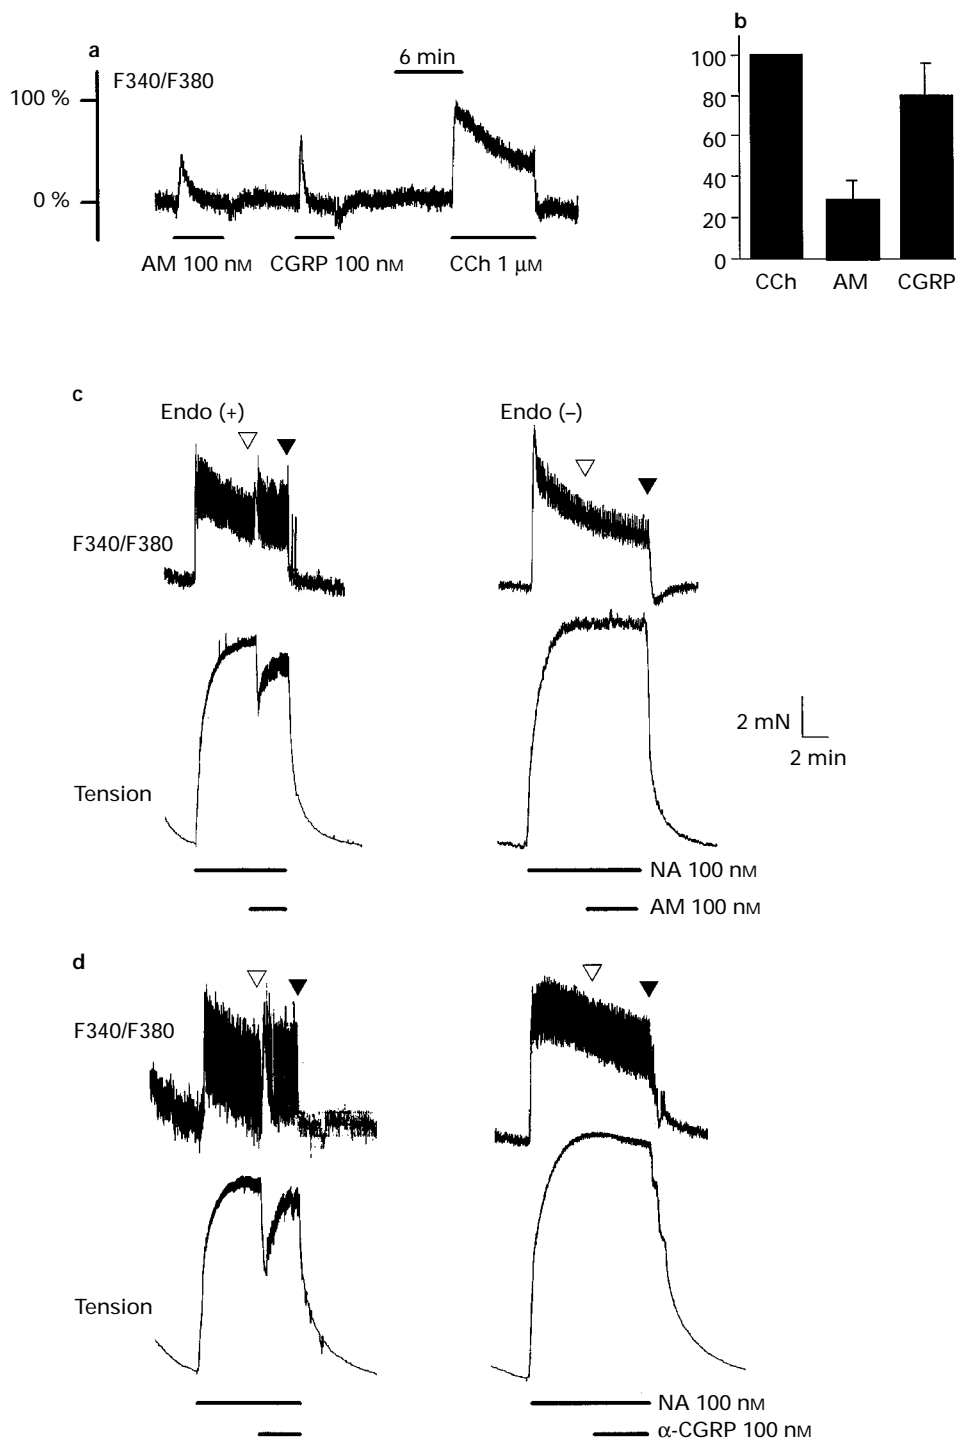 a
6 min
F340/F380
100 %
0 %
AM 100 nM
CGRP 100 nM
CCh 1 μM
b
100
80
60
40
20
0
CCh
AM
CGRP
c
Endo (+)
Endo (–)
F340/F380
2 mN
2 min
Tension
NA 100 nM
AM 100 nM
d
F340/F380
Tension
NA 100 nM
α-CGRP 100 nM